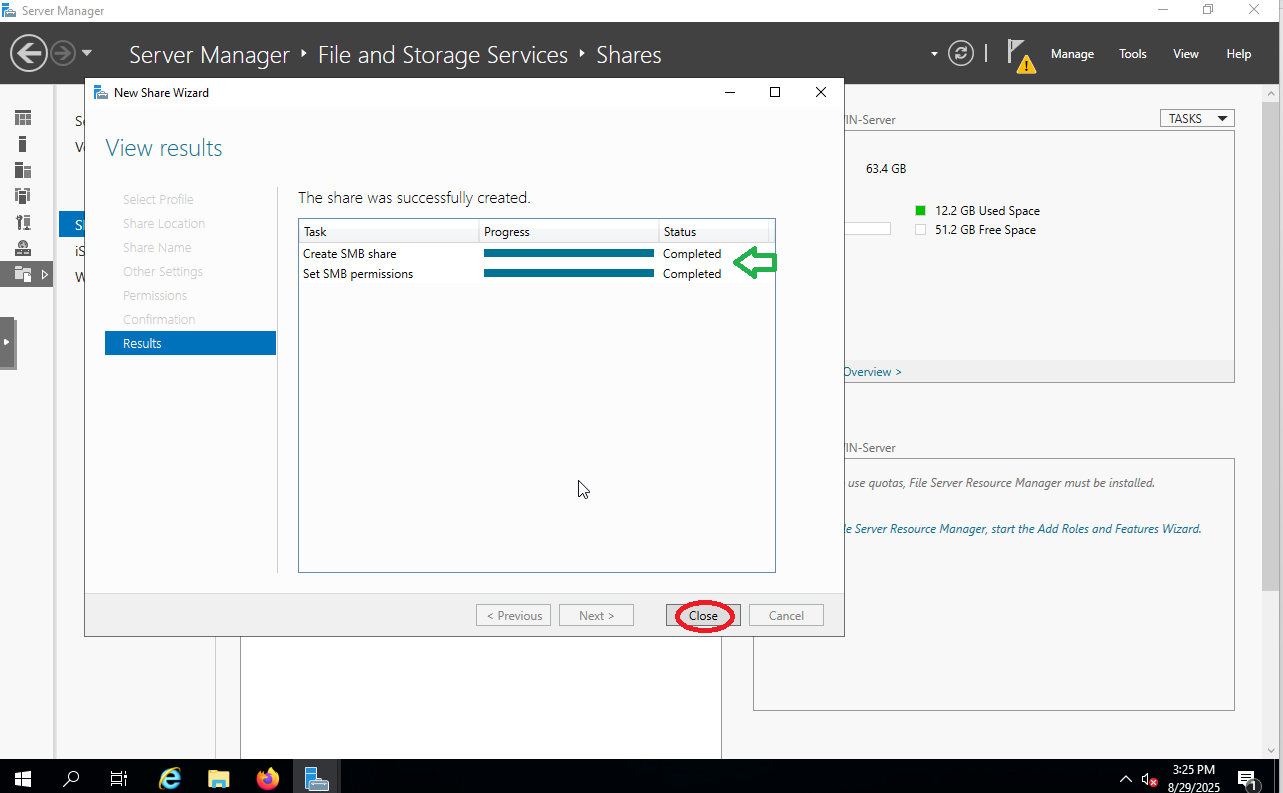 Server Manager
Server Manager ‣ File and Storage Services ‣ Shares
Manage Tools View Help
New Share Wizard
View results
Select Profile
Share Location
Share Name
Other Settings
Permissions
Confirmation
Results
The share was successfully created.
Task Progress Status
Create SMB share Completed
Set SMB permissions Completed
< Previous Next > Close Cancel
IN-Server
TASKS
63.4 GB
12.2 GB Used Space
51.2 GB Free Space
Overview >
IN-Server
use quotas, File Server Resource Manager must be installed.
Server Resource Manager, start the Add Roles and Features Wizard.
3:25 PM
8/29/2025
1